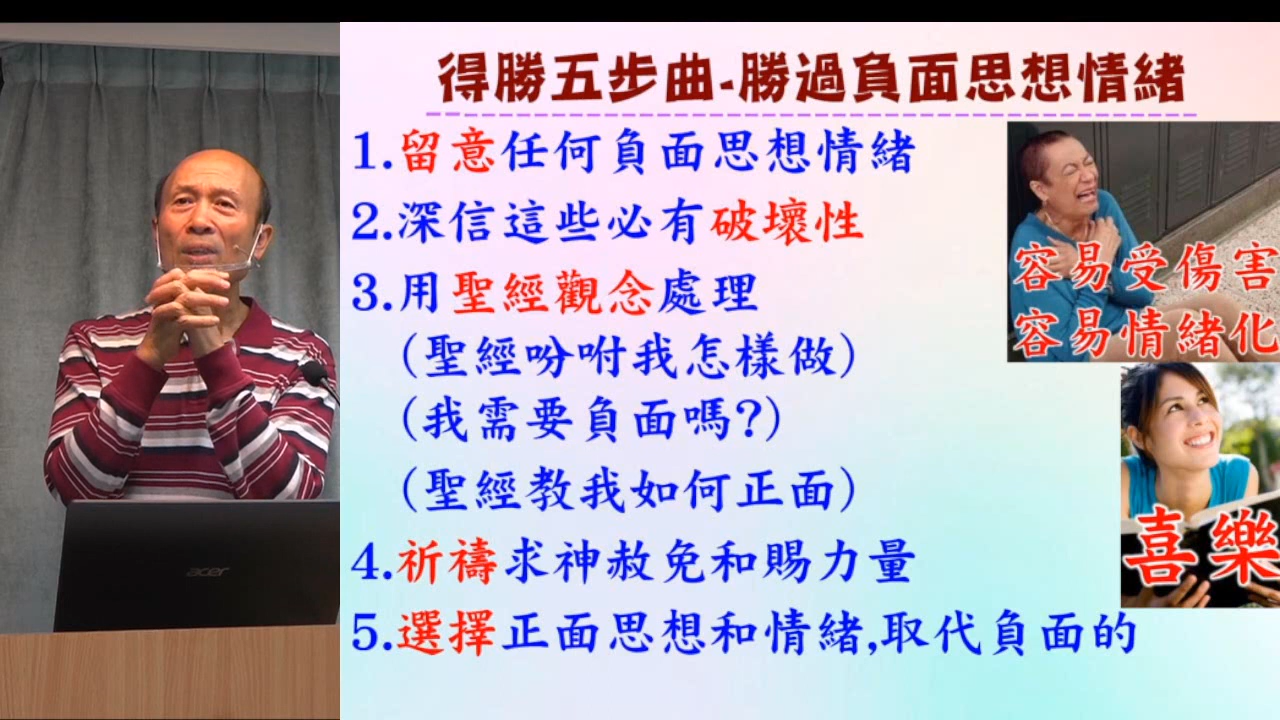 得勝五步曲-勝過負面思想情緒
1.留意任何負面思想情緒
2.深信這些必有破壞性
3.用聖經觀念處理
(聖經吩咐我怎樣做)
(我需要負面嗎?)
(聖經教我如何正面)
4.祈禱求神赦免和賜力量
5.選擇正面思想和情緒,取代負面的
容易受傷害
容易情緒化
喜樂
acer